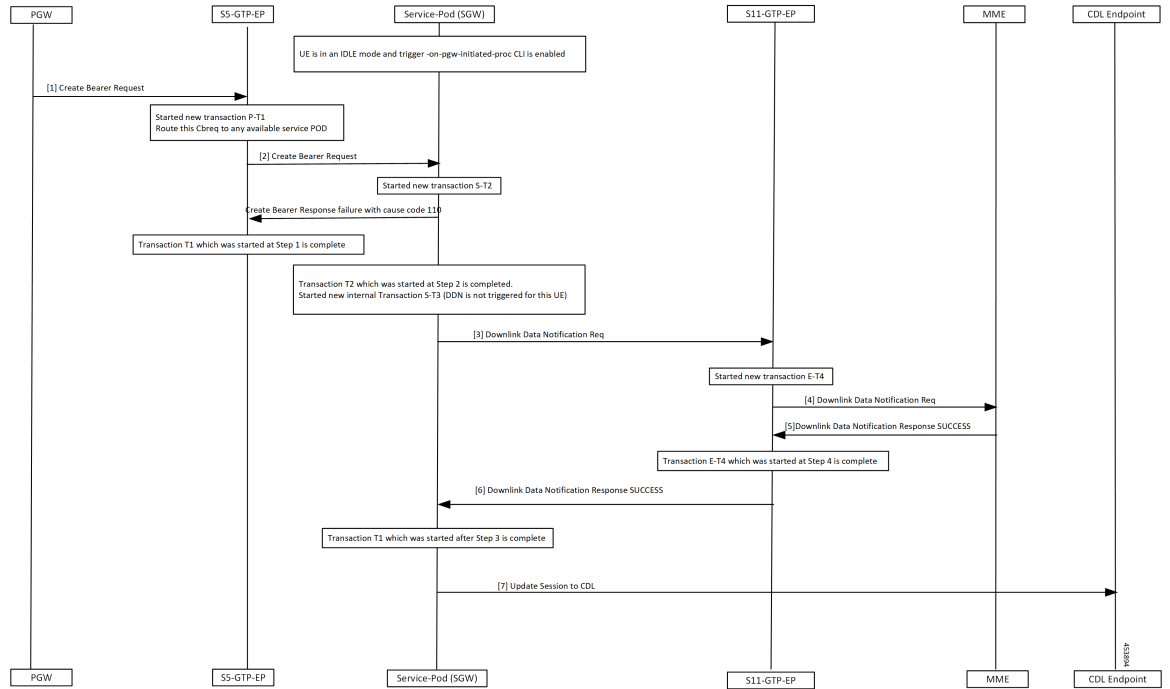 PGW
S5-GTP-EP
Service-Pod (SGW)
S11-GTP-EP
MME
CDL Endpoint
UE is in an IDLE mode and trigger -on-pgw-initiated-proc CLI is enabled
[1] Create Bearer Request
Started new transaction P-T1
Route this Cbreq to any available service POD
[2] Create Bearer Request
Started new transaction S-T2
Create Bearer Response failure with cause code 110
Transaction T1 which was started at Step 1 is complete
Transaction T2 which was started at Step 2 is completed.
Started new internal Transaction S-T3 (DDN is not triggered for this UE)
[3] Downlink Data Notification Req
Started new transaction E-T4
[4] Downlink Data Notification Req
[5]Downlink Data Notification Response SUCCESS
Transaction E-T4 which was started at Step 4 is complete
[6] Downlink Data Notification Response SUCCESS
Transaction T1 which was started after Step 3 is complete
[7] Update Session to CDL
453894
PGW
S5-GTP-EP
Service-Pod (SGW)
S11-GTP-EP
MME
CDL Endpoint